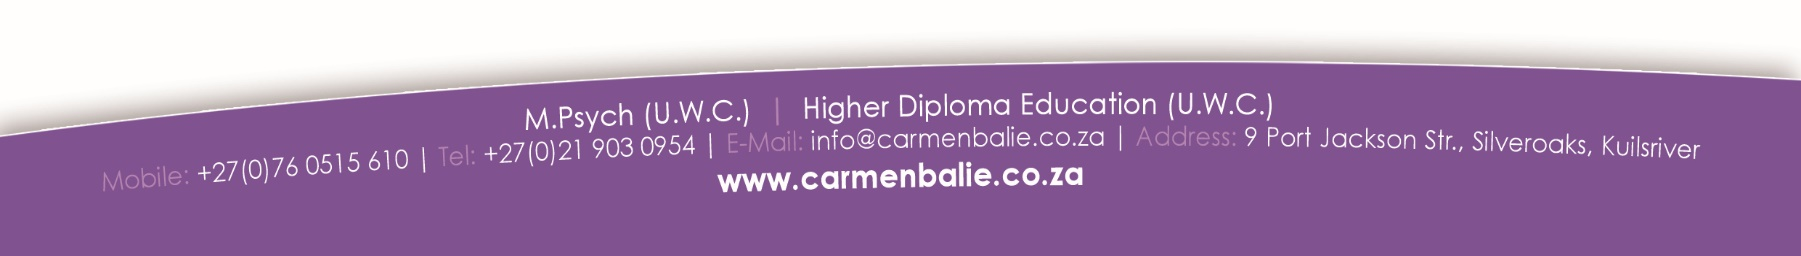 M.Psych (U.W.C.) | Higher Diploma Education (U.W.C.)
Mobile: +27(0)76 0515 610 | Tel: +27(0)21 903 0954 | E-Mail: info@carmenbalie.co.za | Address: 9 Port Jackson Str., Silveroaks, Kuilsriver
www.carmenbalie.co.za